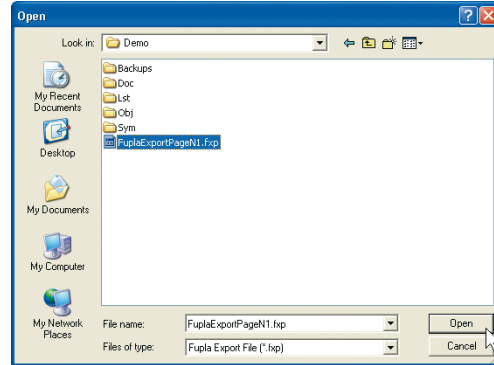 Open
Look in: Demo
Backups
Doc
Lst
Obj
Sym
FuplaExportPageN1.fxp
My Recent
Documents
Desktop
My Documents
My Computer
My Network
Places
File name: FuplaExportPageN1.fxp Open
Files of type: Fupla Export File (*.fxp) Cancel